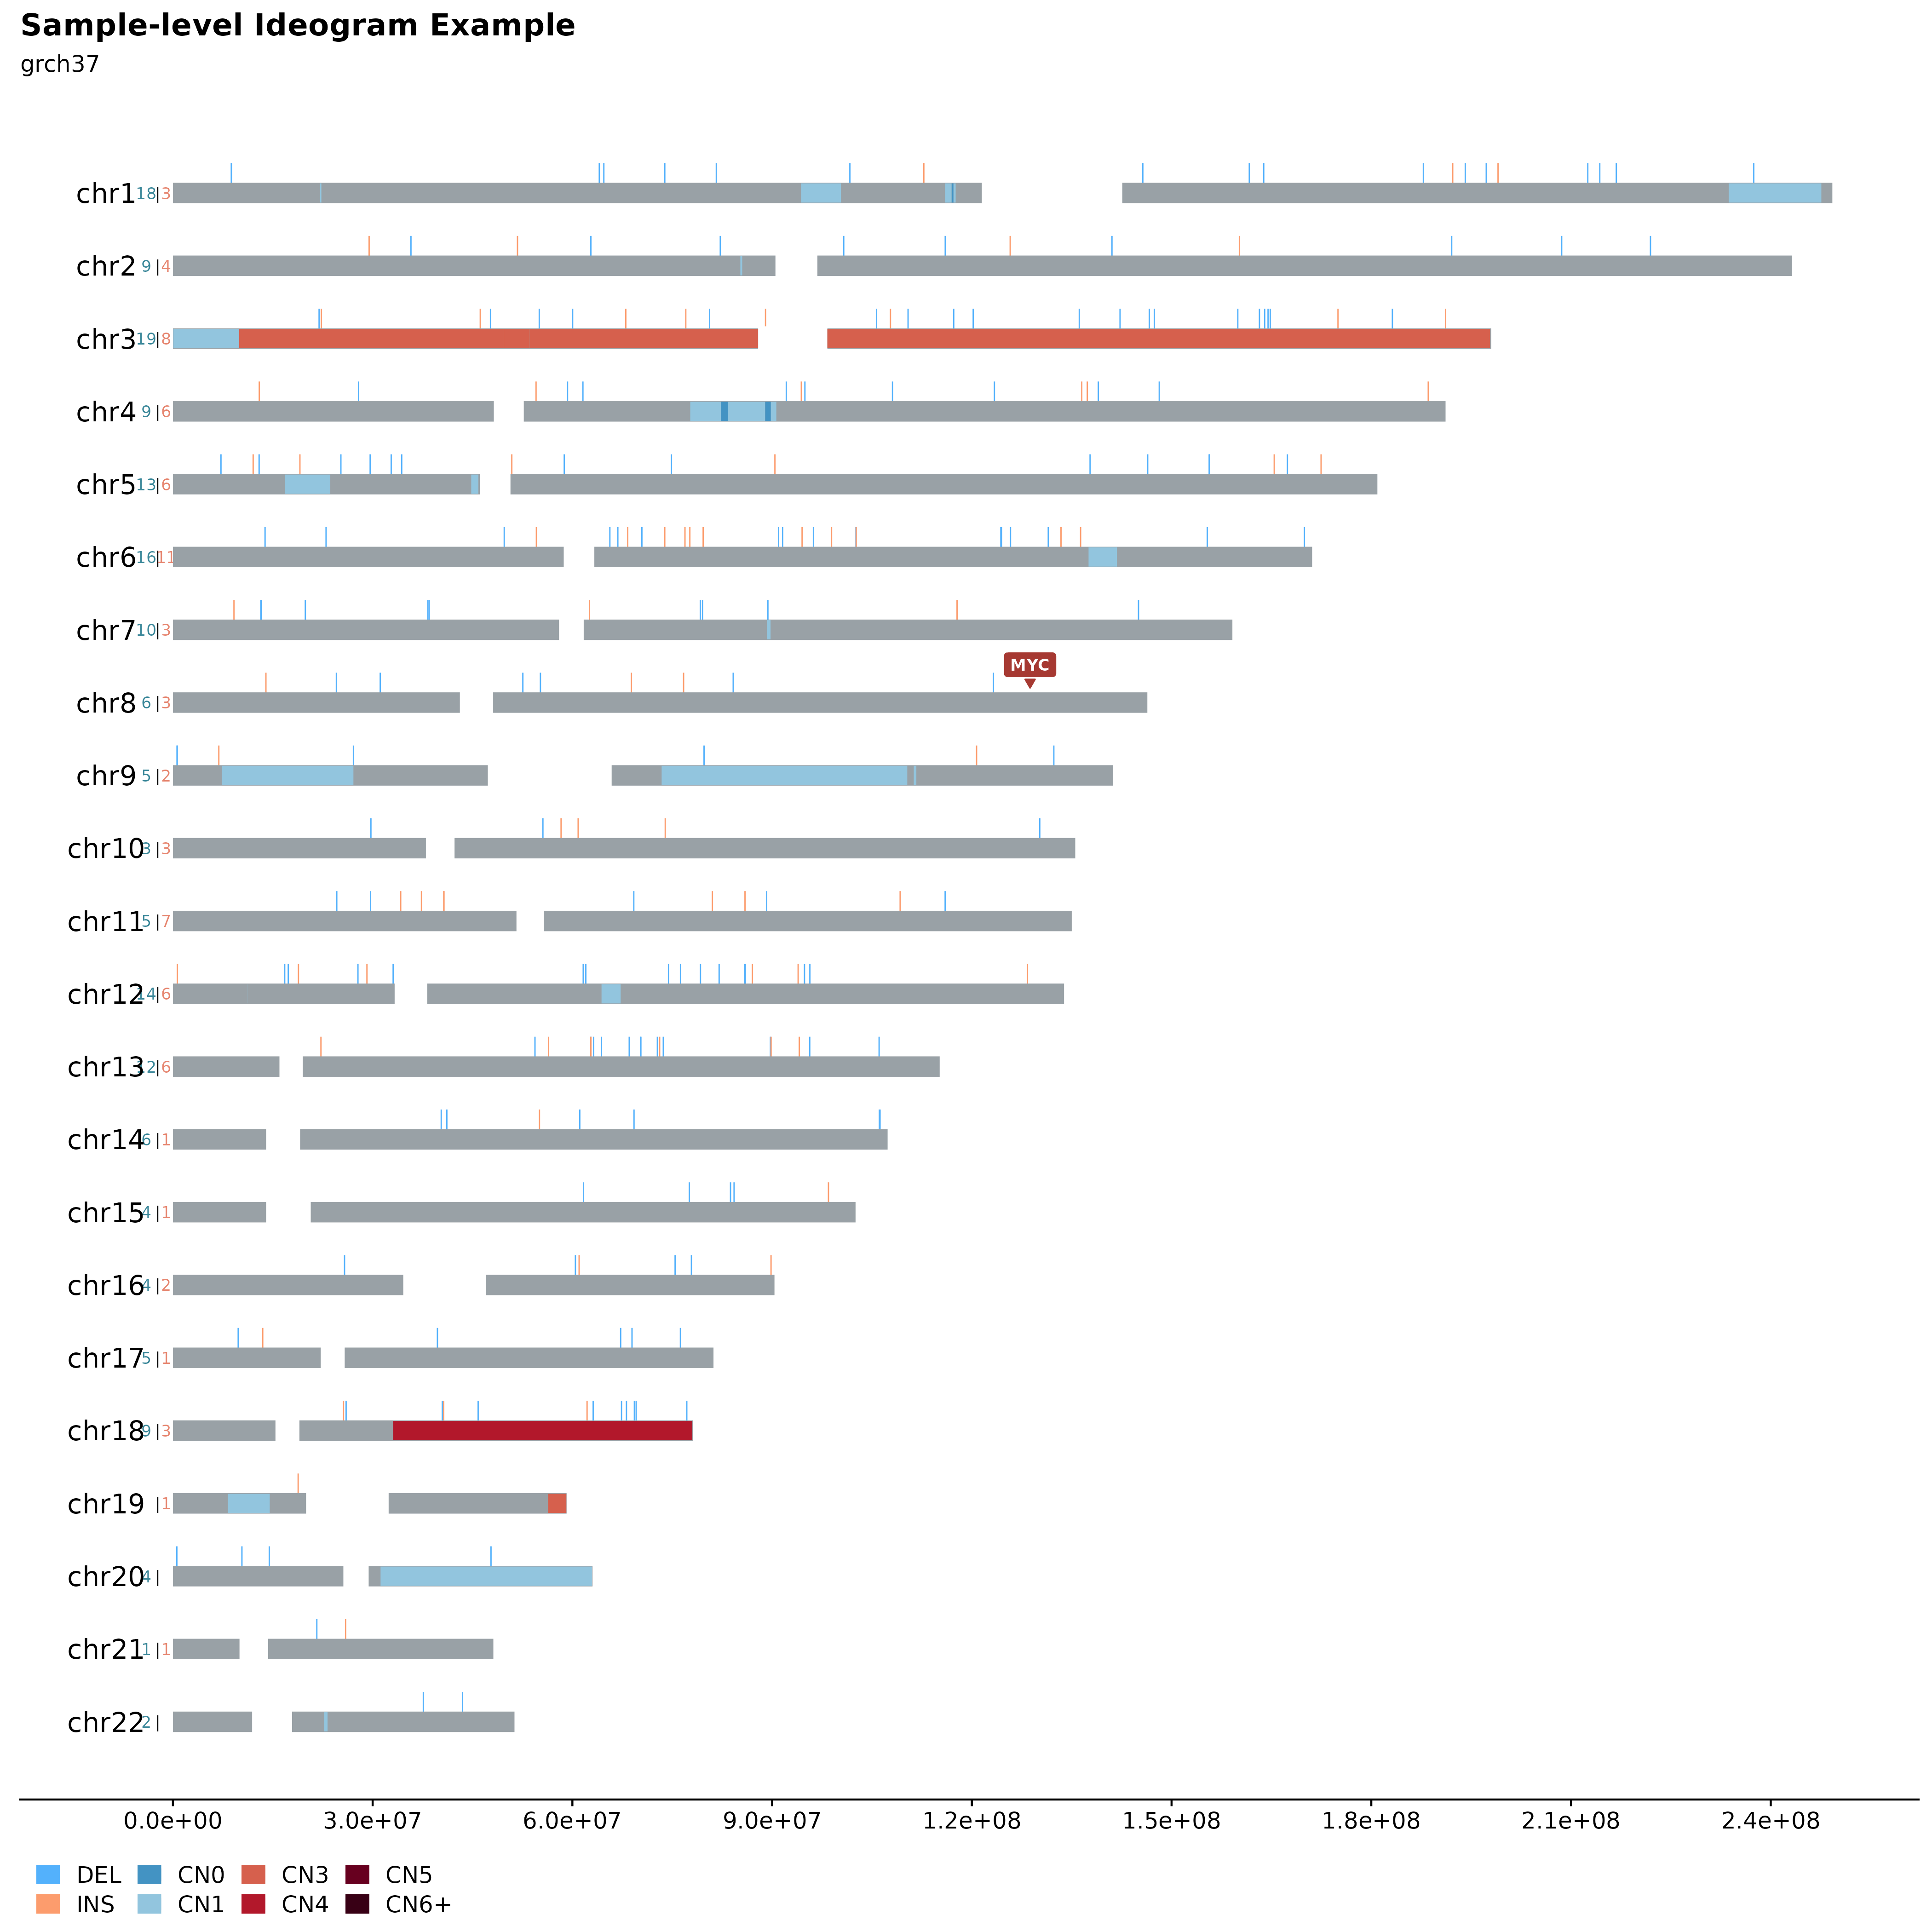 Sample-level Ideogram Example
grch37
chr1 18|3
chr2 9|4
chr3 19|8
chr4 9|6
chr5 13|6
chr6 16|11
chr7 10|3
MYC
chr8 6|3
chr9 5|2
chr10 3|3
chr11 5|7
chr12 14|6
chr13 12|6
chr14 6|1
chr15 4|1
chr16 4|2
chr17 5|1
chr18 9|3
chr19 |1
chr20 4|
chr21 1|1
chr22 2|
0.0e+00 3.0e+07 6.0e+07 9.0e+07 1.2e+08 1.5e+08 1.8e+08 2.1e+08 2.4e+08
DEL CN0 CN3 CN5
INS CN1 CN4 CN6+